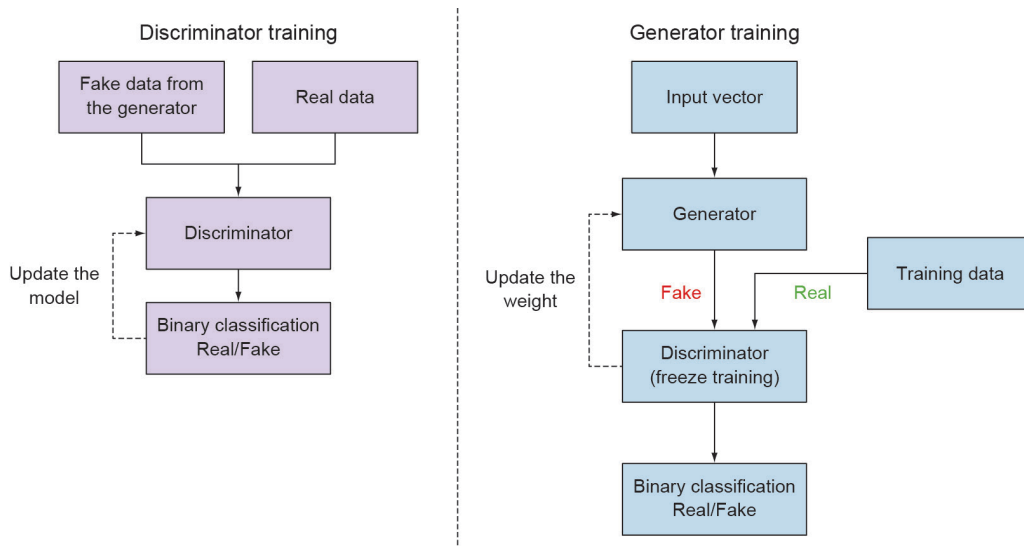 Discriminator training
Fake data from
the generator
Real data
Discriminator
Update the
model
Binary classification
Real/Fake
Generator training
Input vector
Generator
Training data
Update the
weight
Fake
Real
Discriminator
(freeze training)
Binary classification
Real/Fake